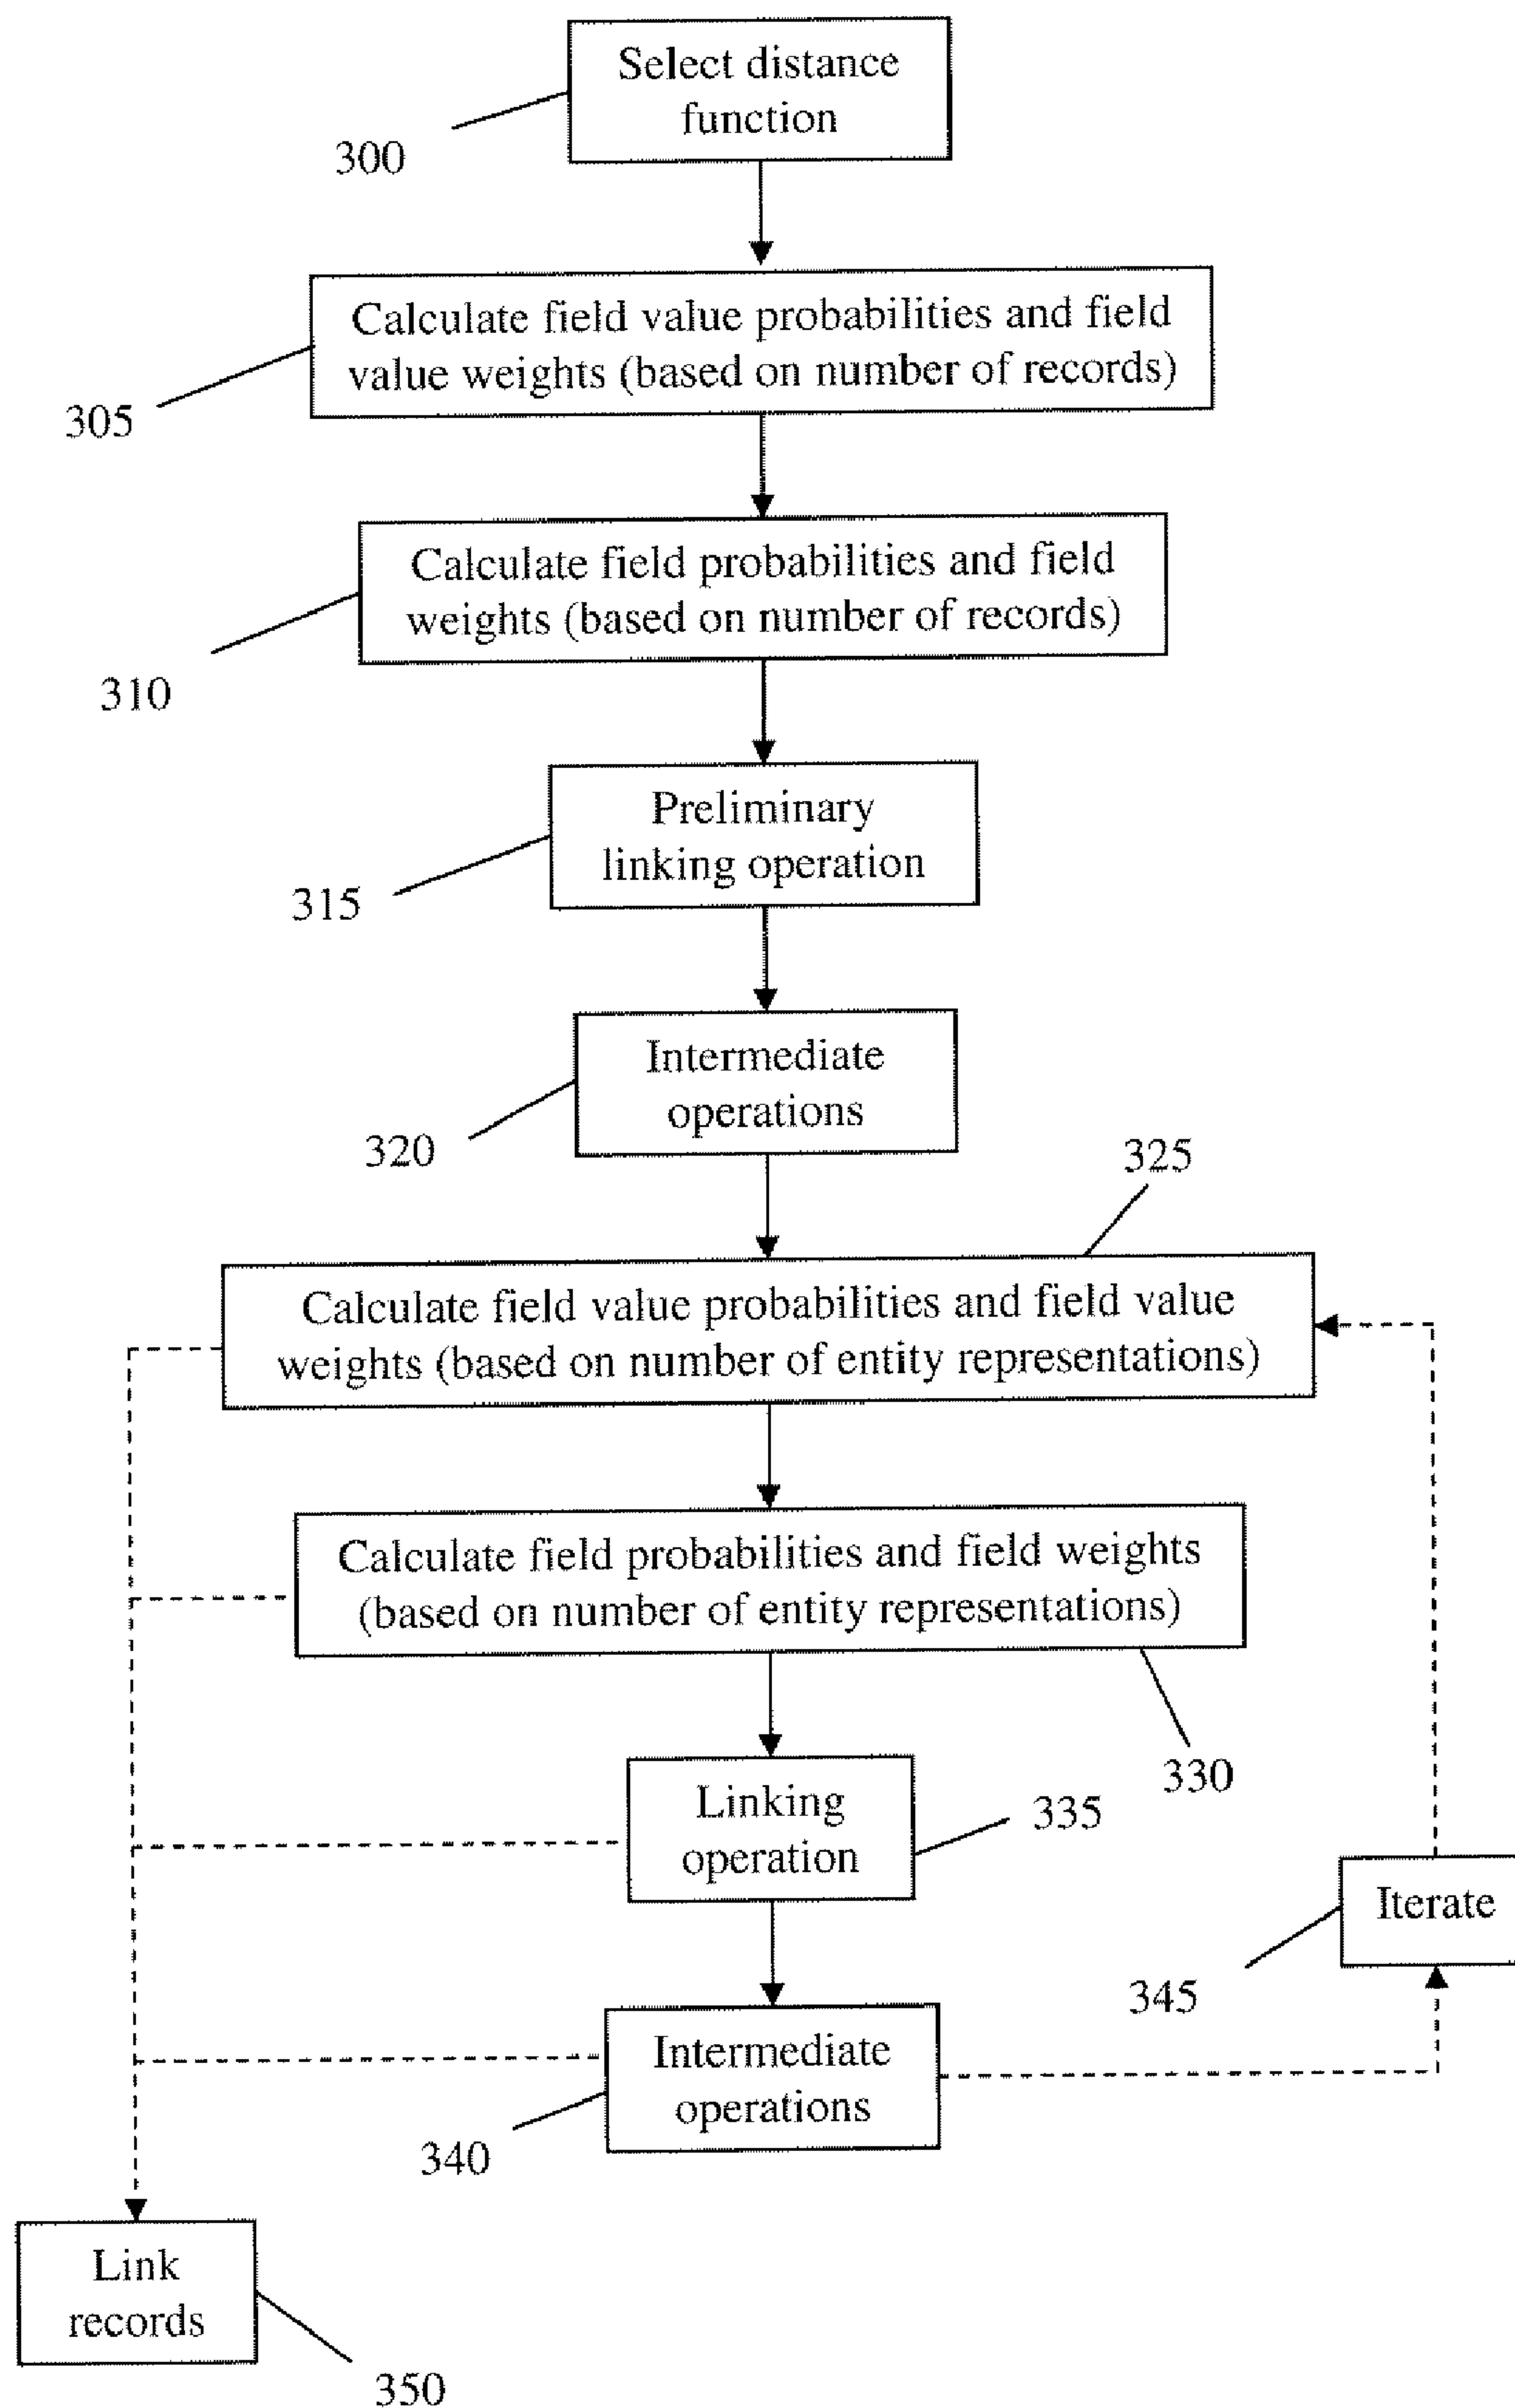 Select distance
function
300
Calculate field value probabilities and field
value weights (based on number of records)
305
Calculate field probabilities and field
weights (based on number of records)
310
Preliminary
linking operation
315
Intermediate
operations
320
325
Calculate field value probabilities and field value
weights (based on number of entity representations)
Calculate field probabilities and field weights
(based on number of entity representations)
330
Linking
operation
335
Iterate
345
Intermediate
operations
340
Link
records
350